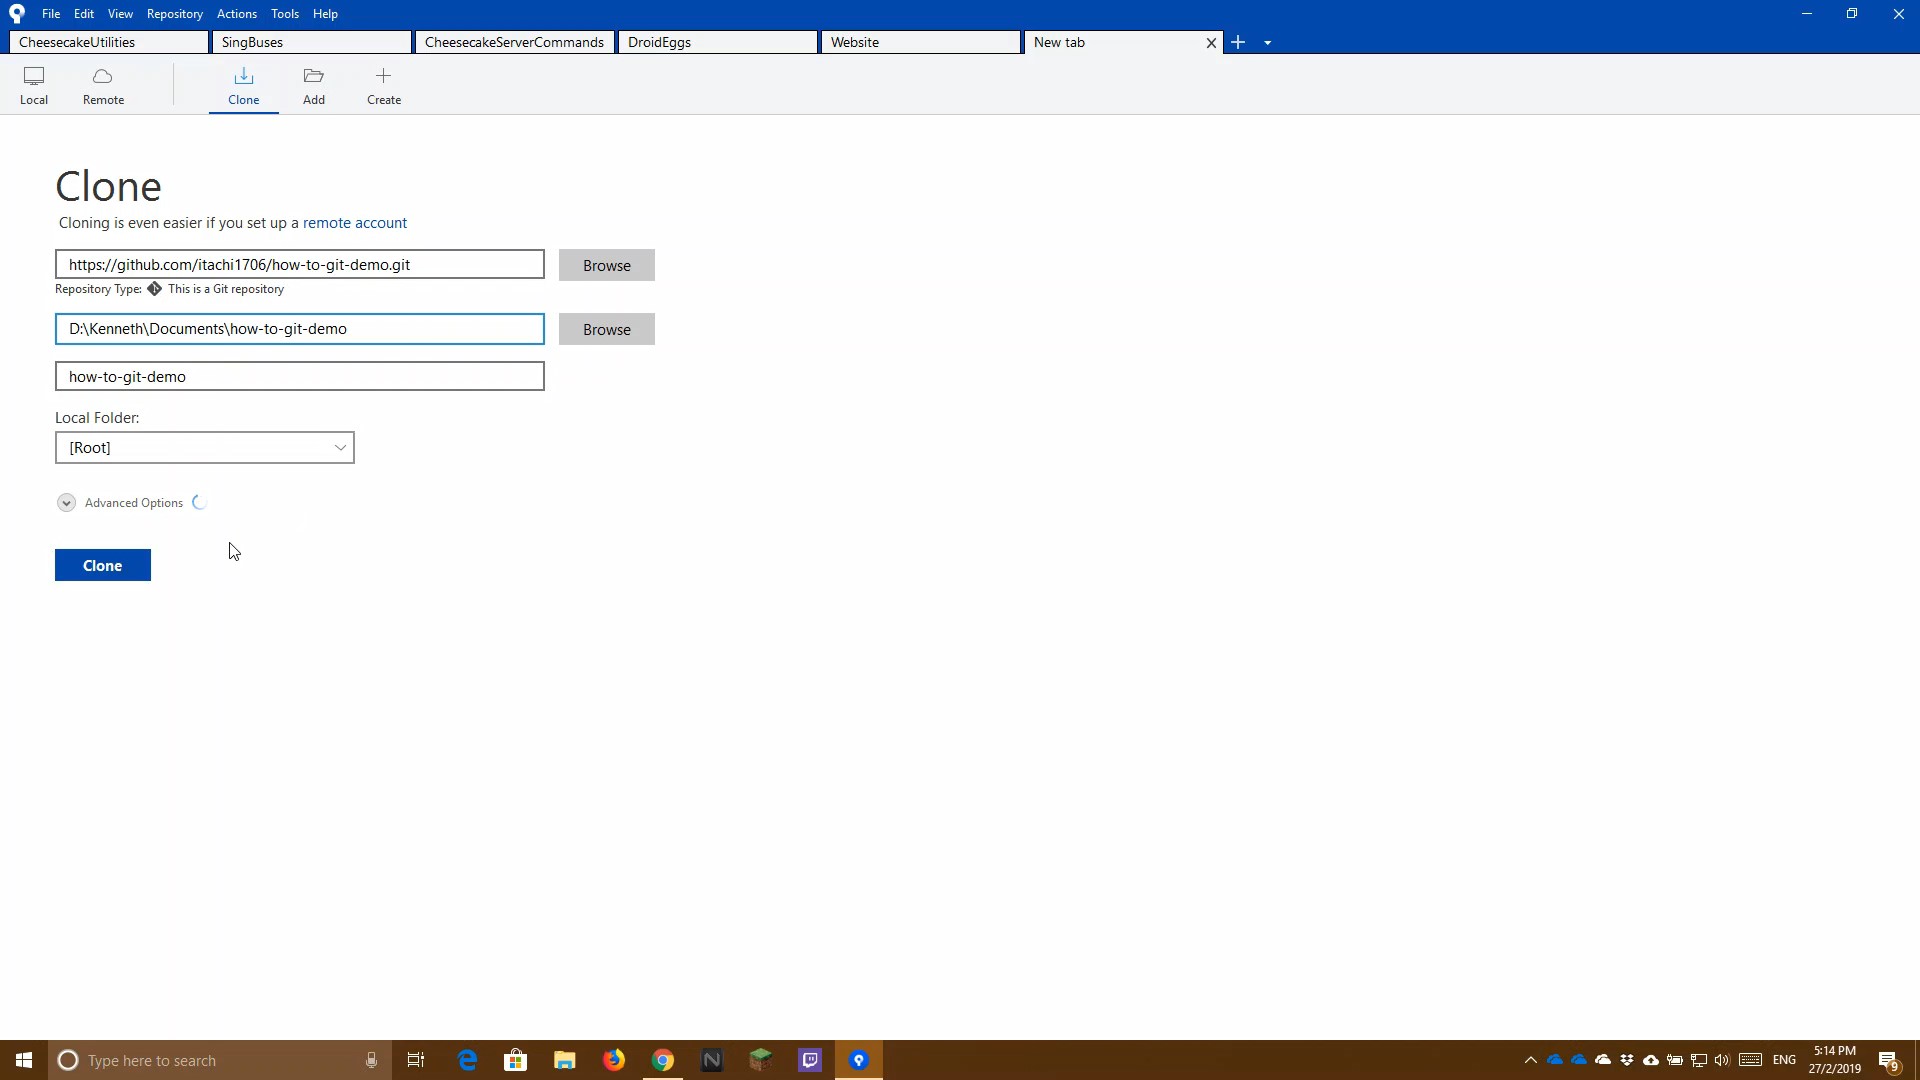 File Edit View Repository Actions Tools Help
CheesecakeUtilities SingBuses CheesecakeServerCommands DroidEggs Website New tab
Local Remote Clone Add Create
Clone
Cloning is even easier if you set up a remote account
https://github.com/itachi1706/how-to-git-demo.git Browse
Repository Type: This is a Git repository
D:\Kenneth\Documents\how-to-git-demo Browse
how-to-git-demo
Local Folder:
[Root]
Advanced Options
Clone
Type here to search ENG 5:14 PM
27/2/2019 9